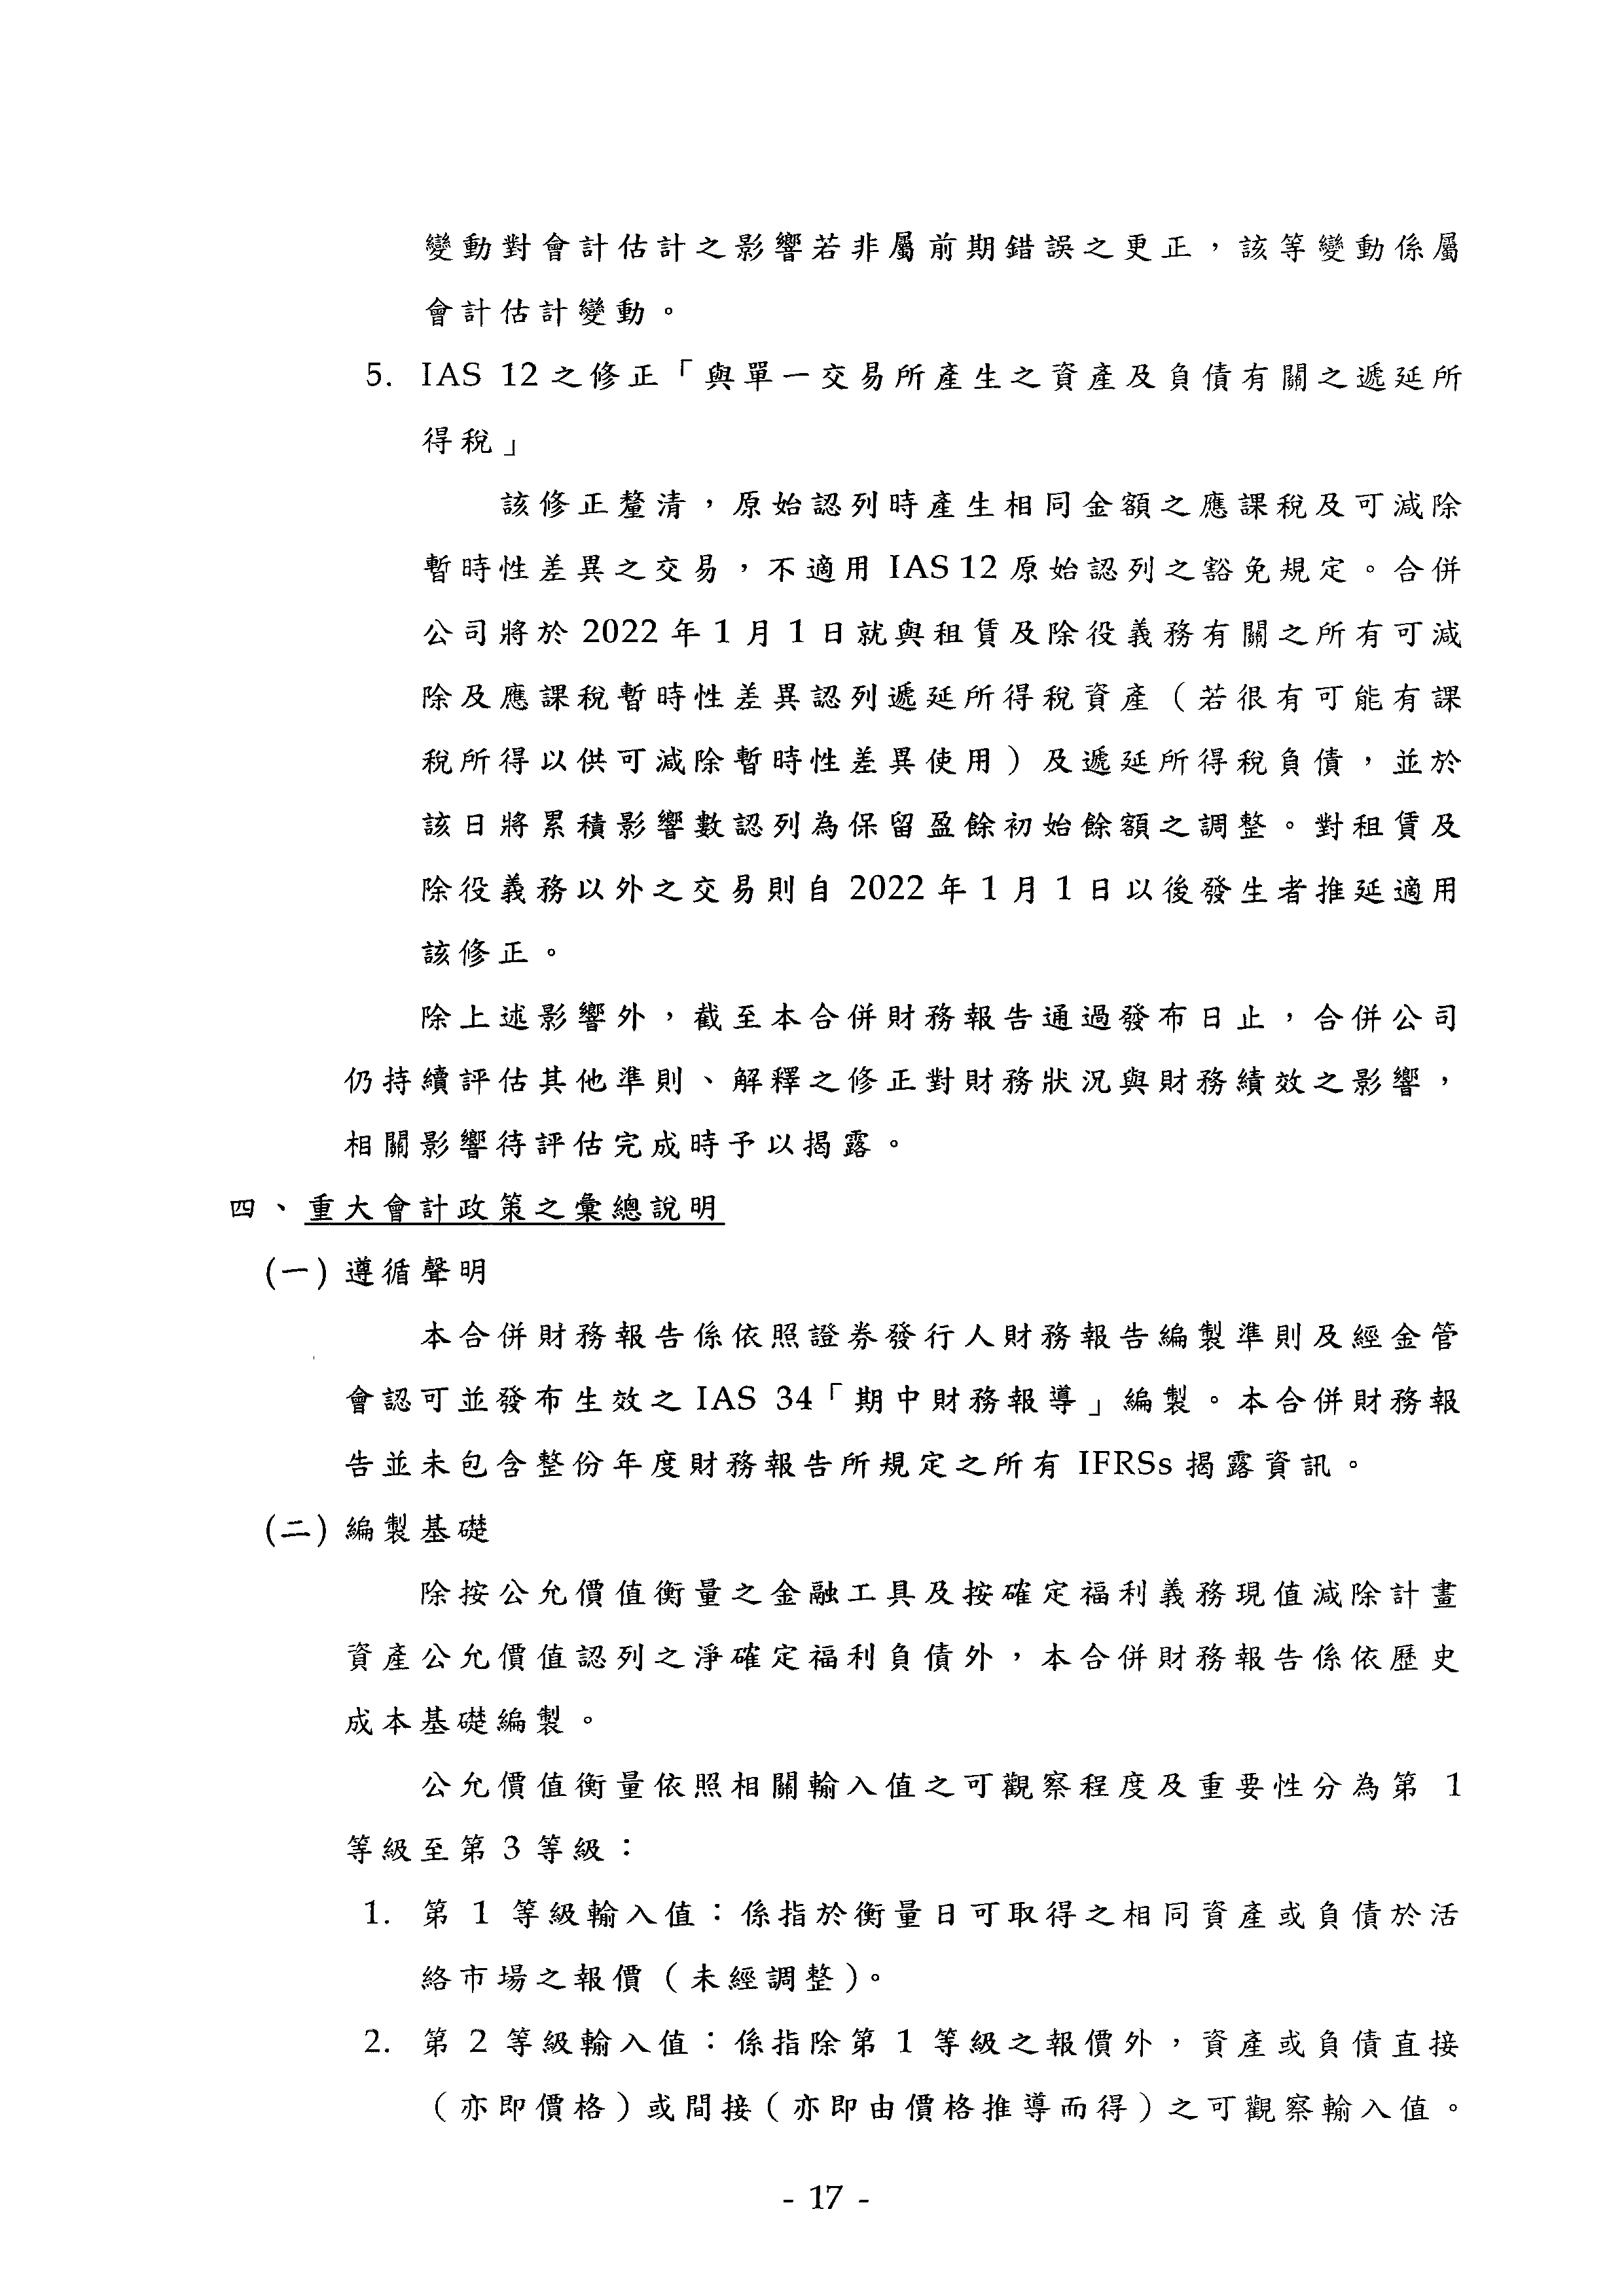 變動對會計估計之影響若非屬前期錯誤之更正，該等變動係屬
會計估計變動。
5. IAS 12之修正「與單一交易所產生之資產及負債有關之遞延所
得稅」
該修正釐清，原始認列時產生相同金額之應課稅及可減除
暫時性差異之交易，不適用 IAS 12 原始認列之豁免規定。合併
公司將於 2022 年 1 月 1 日就與租賃及除役義務有關之所有可減
除及應課稅暫時性差異認列遞延所得稅資產（若很有可能有課
稅所得以供可減除暫時性差異使用）及遞延所得稅負債，並於
該日將累積影響數認列為保留盈餘初始餘額之調整。對租賃及
除役義務以外之交易則自 2022 年 1 月 1 日以後發生者推延適用
該修正。
除上述影響外，截至本合併財務報告通過發布日止，合併公司
仍持續評估其他準則、解釋之修正對財務狀況與財務績效之影響，
相關影響待評估完成時予以揭露。
四、重大會計政策之彙總說明
(一) 遵循聲明
本合併財務報告係依照證券發行人財務報告編製準則及經金管
會認可並發布生效之 IAS 34「期中財務報導」編製。本合併財務報
告並未包含整份年度財務報告所規定之所有 IFRSs 揭露資訊。
(二) 編製基礎
除按公允價值衡量之金融工具及按確定福利義務現值減除計畫
資產公允價值認列之淨確定福利負債外，本合併財務報告係依歷史
成本基礎編製。
公允價值衡量依照相關輸入值之可觀察程度及重要性分為第 1
等級至第 3 等級：
1. 第 1 等級輸入值：係指於衡量日可取得之相同資產或負債於活
絡市場之報價（未經調整）。
2. 第 2 等級輸入值：係指除第 1 等級之報價外，資產或負債直接
（亦即價格）或間接（亦即由價格推導而得）之可觀察輸入值。
- 17 -